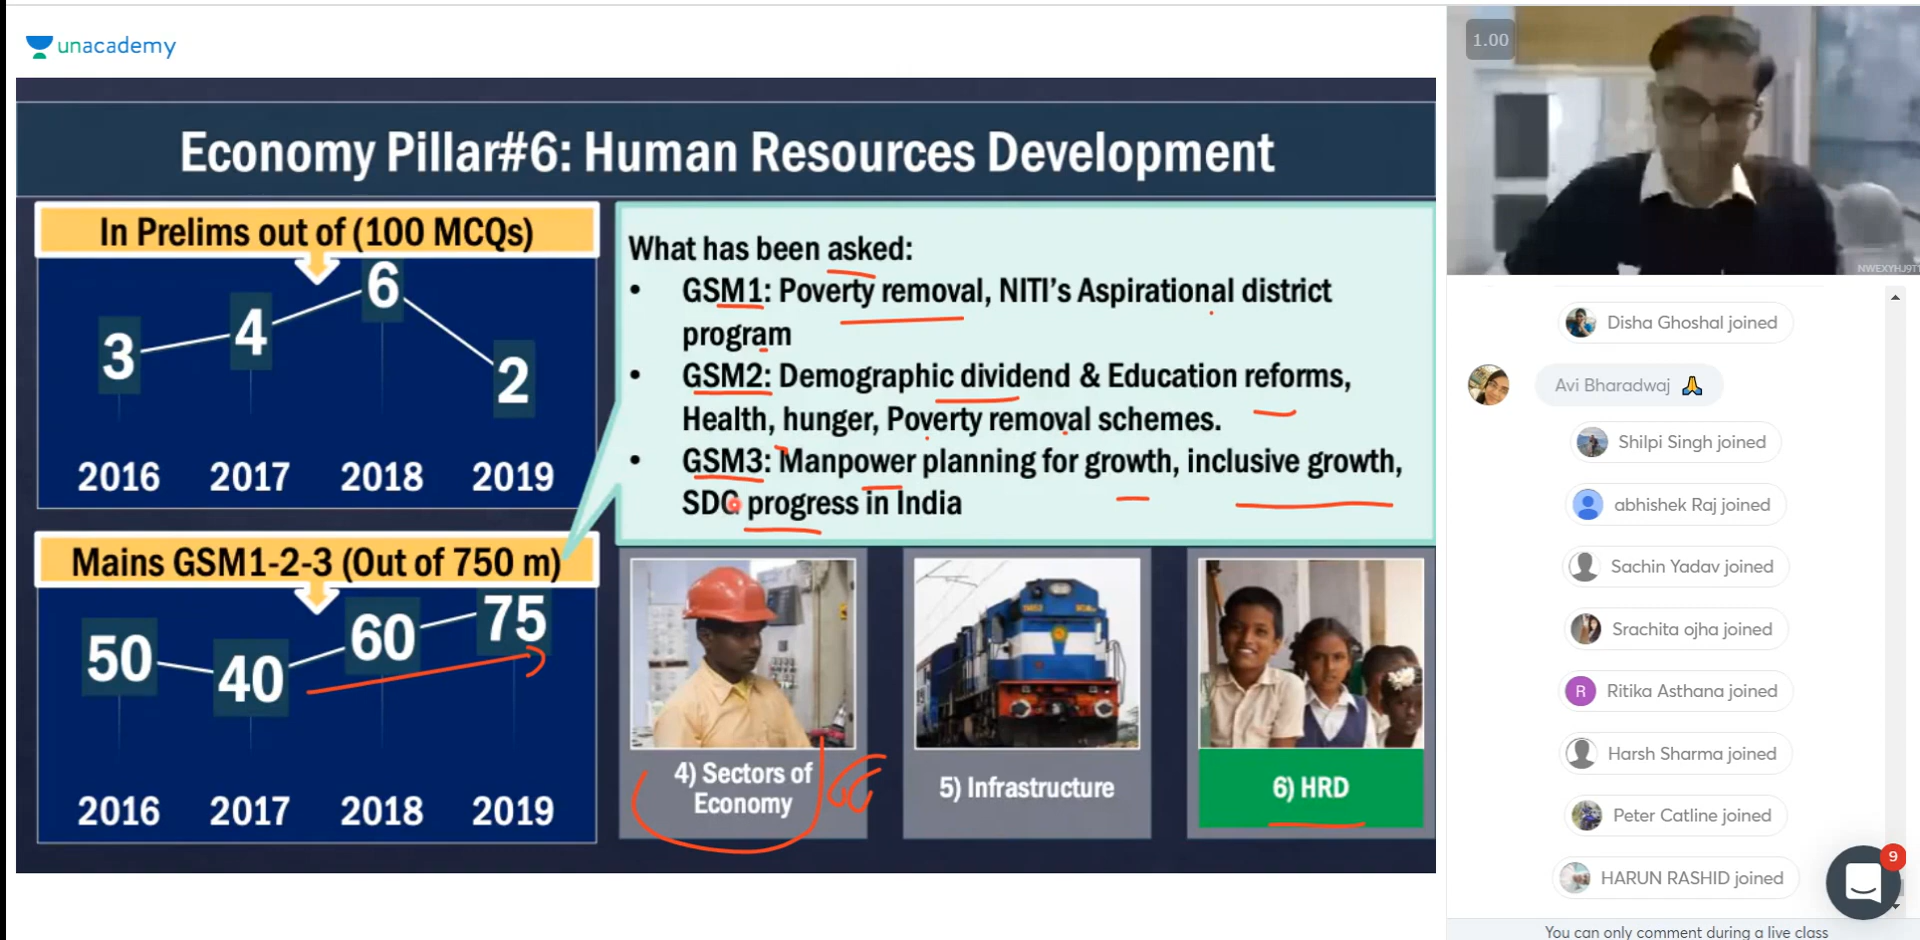 unacademy
Economy Pillar#6: Human Resources Development
In Prelims out of (100 MCQs)
3
4
6
2
2016 2017 2018 2019
Mains GSM1-2-3 (Out of 750 m)
50
40
60
75
2016 2017 2018 2019
What has been asked:
• GSM1: Poverty removal, NITI's Aspirational district
program
• GSM2: Demographic dividend & Education reforms,
Health, hunger, Poverty removal schemes.
• GSM3: Manpower planning for growth, inclusive growth,
SDG progress in India
4) Sectors of
Economy
5) Infrastructure
6) HRD
1.00
Disha Ghoshal joined
Avi Bharadwaj 🙏
Shilpi Singh joined
abhishek Raj joined
Sachin Yadav joined
Srachita ojha joined
R Ritika Asthana joined
Harsh Sharma joined
Peter Catline joined
HARUN RASHID joined
9
You can only comment during a live class